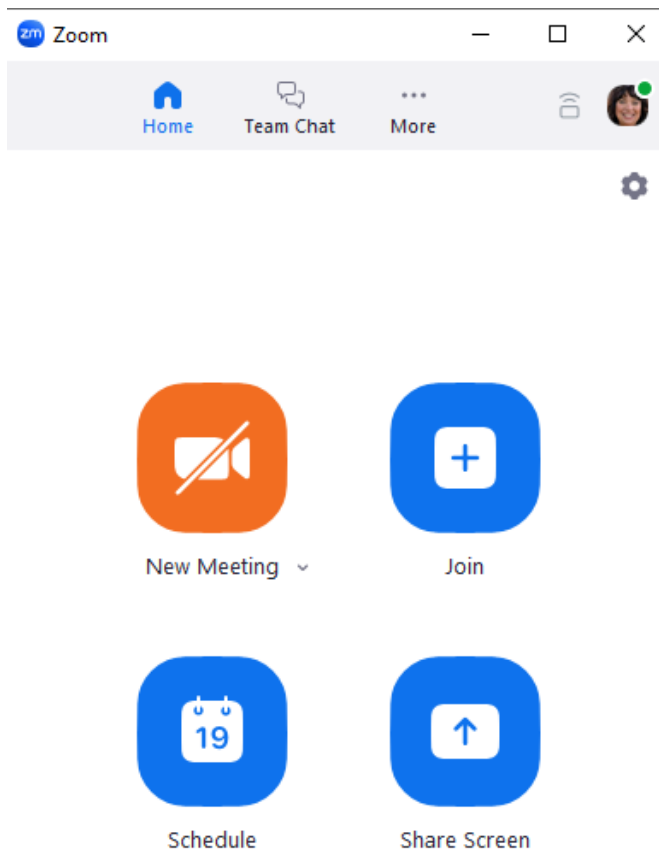 zm Zoom
Home Team Chat More
New Meeting Join
19
Schedule Share Screen